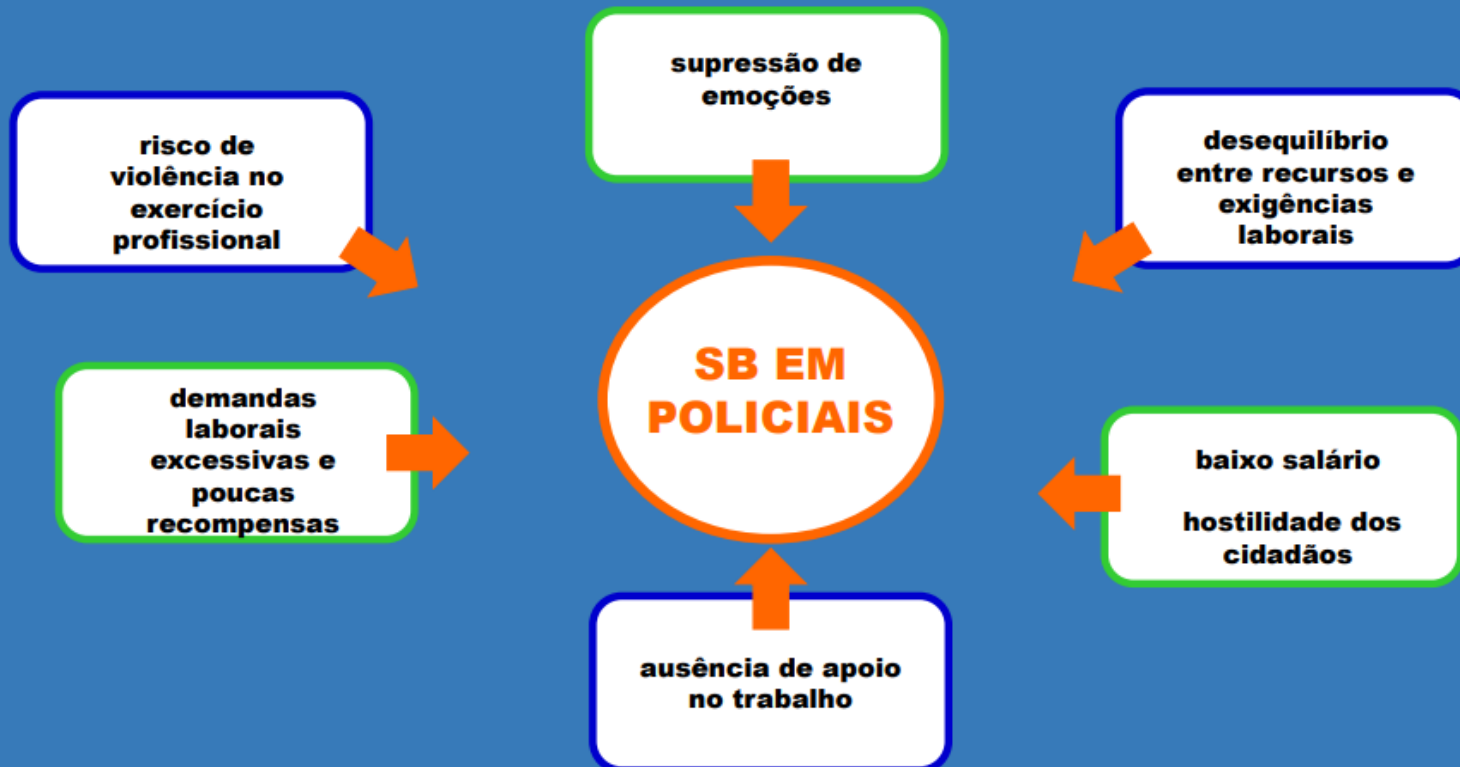 supressão de
emoções
risco de
violência no
exercício
profissional
desequilíbrio
entre recursos e
exigências
laborais
SB EM
POLICIAIS
demandas
laborais
excessivas e
poucas
recompensas
baixo salário
hostilidade dos
cidadãos
ausência de apoio
no trabalho